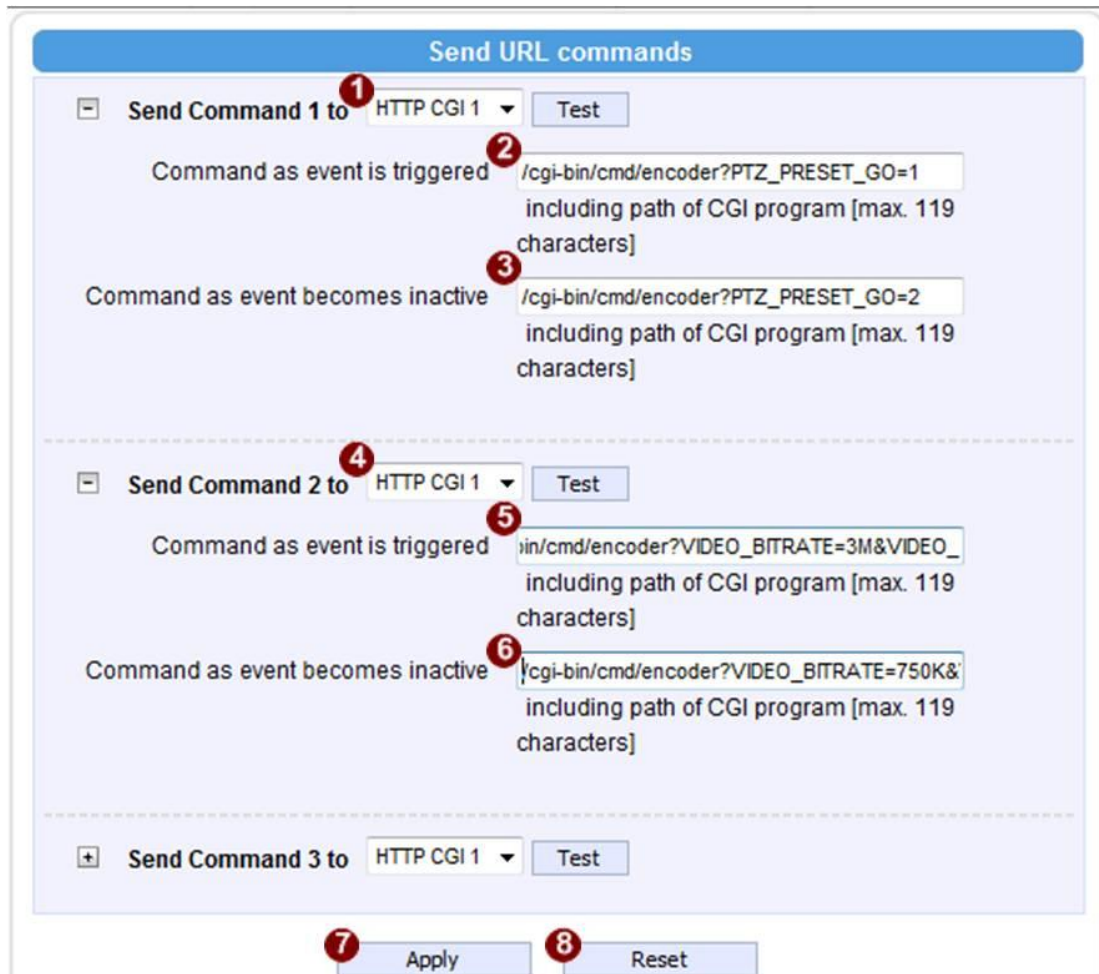 Send URL commands
1
Send Command 1 to HTTP CGI 1 Test
2
Command as event is triggered /cgi-bin/cmd/encoder?PTZ_PRESET_GO=1
including path of CGI program [max. 119
characters]
3
Command as event becomes inactive /cgi-bin/cmd/encoder?PTZ_PRESET_GO=2
including path of CGI program [max. 119
characters]
4
Send Command 2 to HTTP CGI 1 Test
5
Command as event is triggered bin/cmd/encoder?VIDEO_BITRATE=3M&VIDEO_
including path of CGI program [max. 119
characters]
6
Command as event becomes inactive /cgi-bin/cmd/encoder?VIDEO_BITRATE=750K&
including path of CGI program [max. 119
characters]
Send Command 3 to HTTP CGI 1 Test
7 Apply 8 Reset